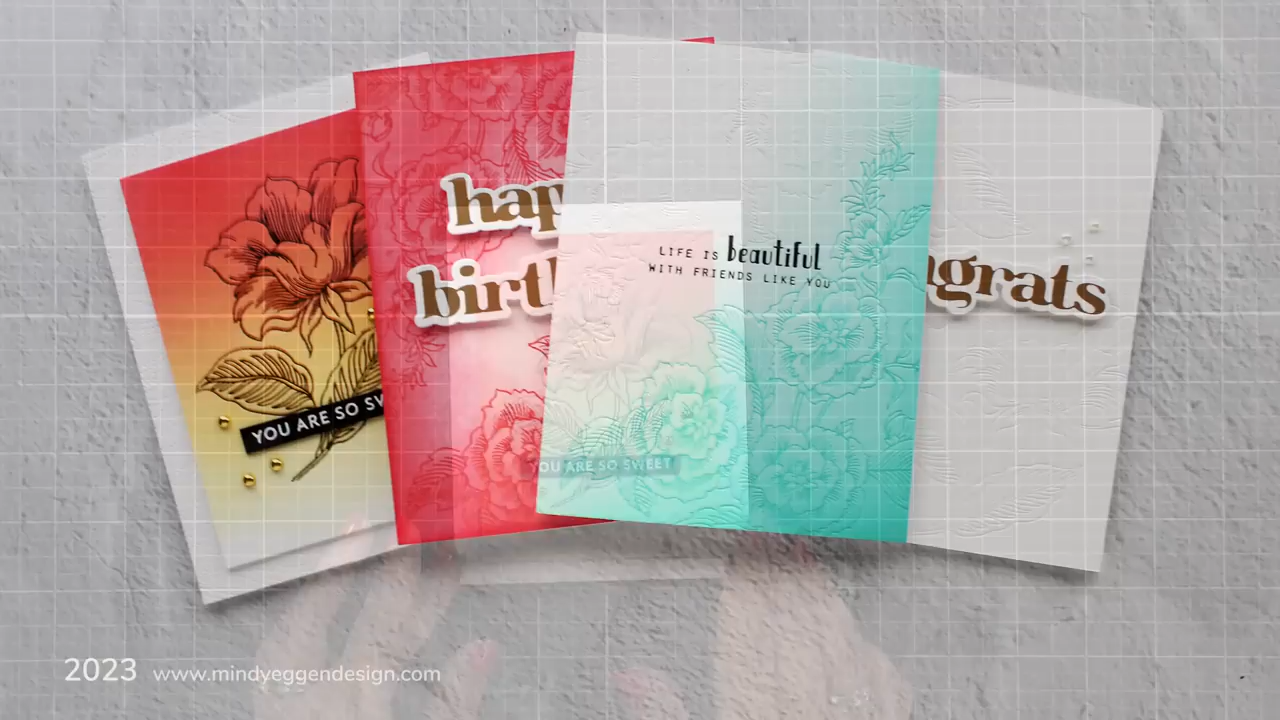 hap
birth
LIFE IS beautiful
WITH FRIENDS LIKE YOU
ngrats
YOU ARE SO SW
YOU ARE SO SWEET
2023 www.mindyeggendesign.com